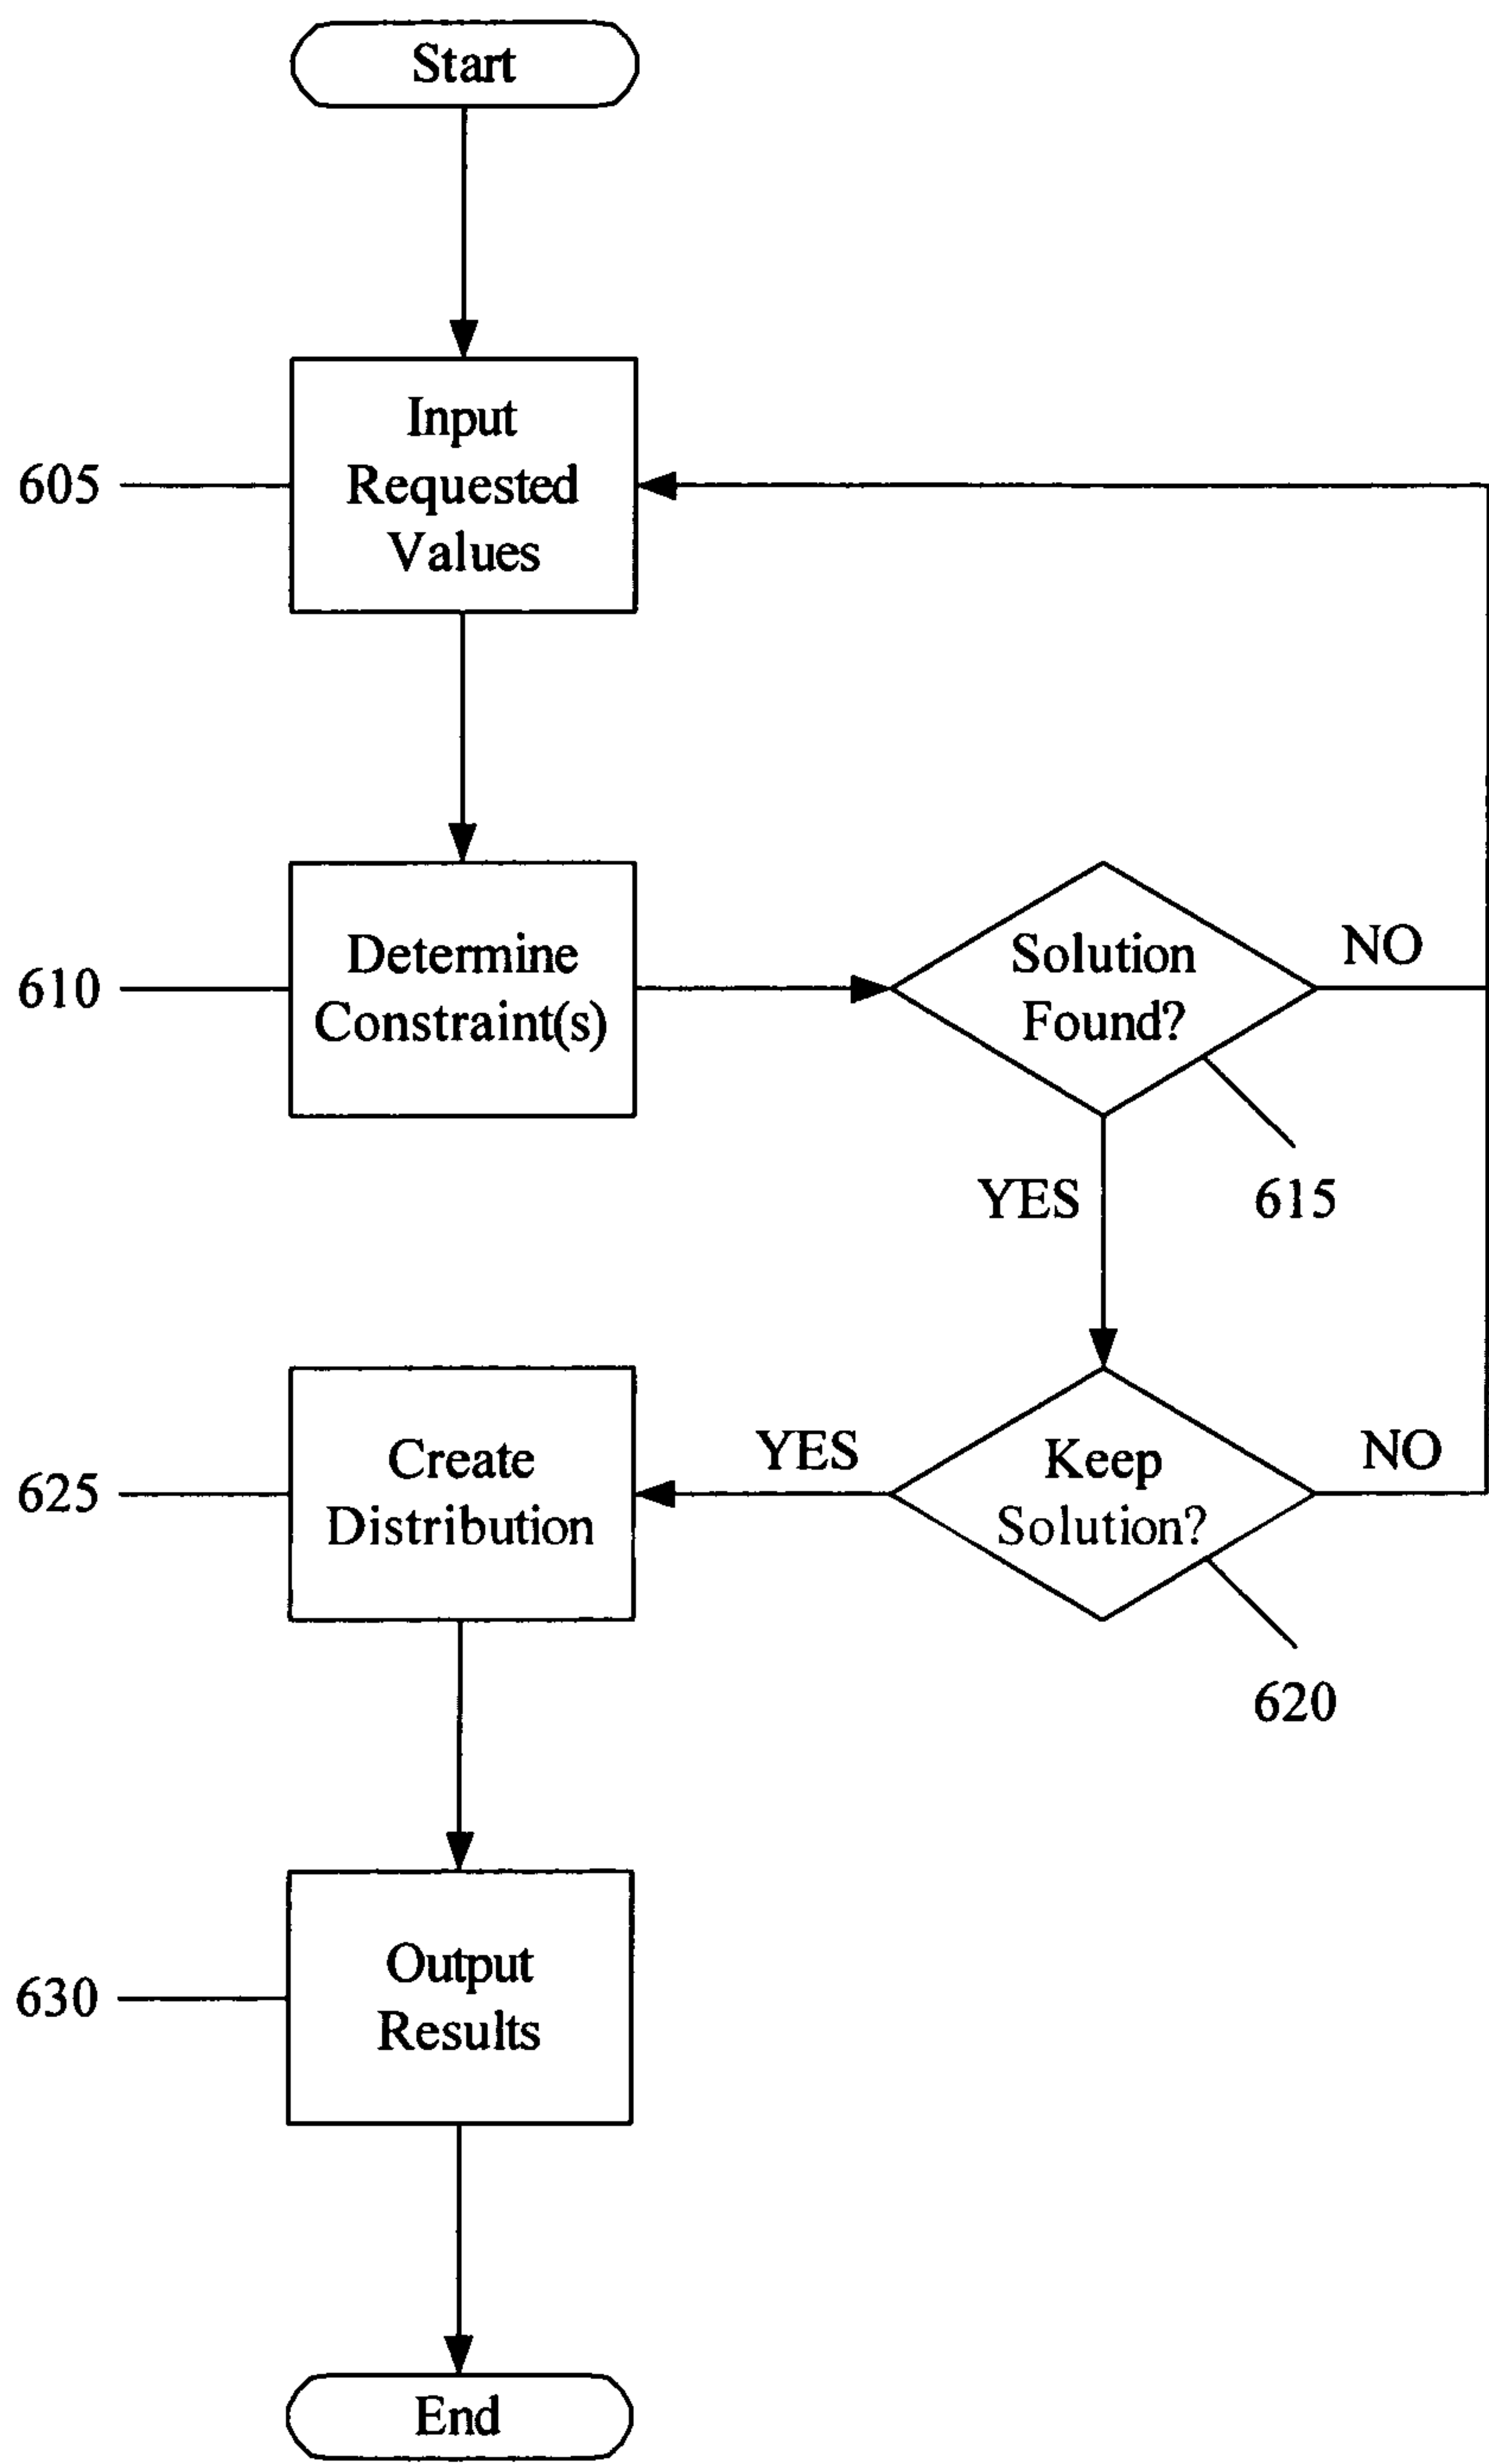 Start
Input
Requested
Values
605
Determine
Constraint(s)
610
Solution
Found?
NO
YES
615
Keep
Solution?
NO
YES
620
Create
Distribution
625
Output
Results
630
End